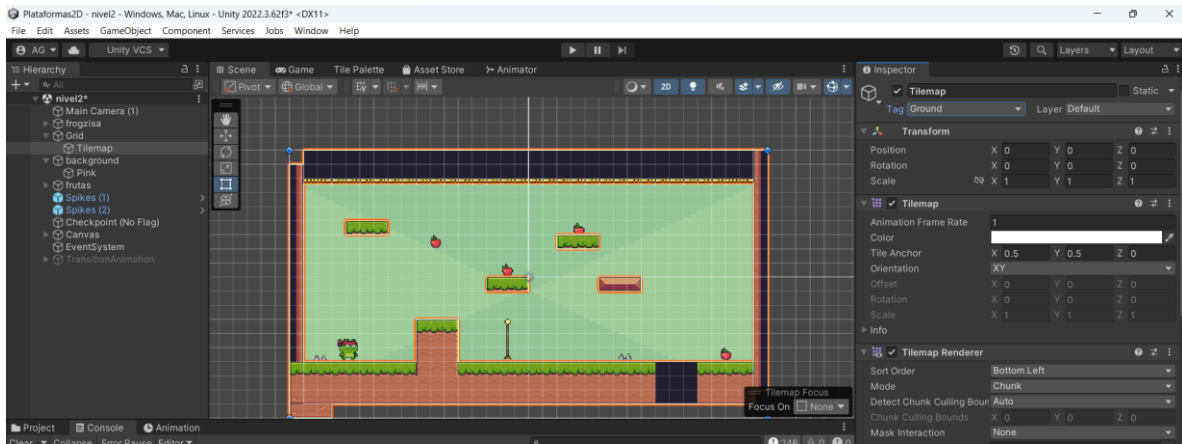 Plataformas2D - nivel2 - Windows, Mac, Linux - Unity 2022.3.62f3* <DX11>
File Edit Assets GameObject Component Services Jobs Window Help
AG Unity VCS Layers Layout
Hierarchy Scene Game Tile Palette Asset Store Animator Inspector
All Pivot Global 2D Tilemap Static
nivel2* Tag Ground Layer Default
Main Camera (1)
frogzisa Transform
Grid Position X 0 Y 0 Z 0
Tilemap Rotation X 0 Y 0 Z 0
background Scale X 1 Y 1 Z 1
Pink
frutas Tilemap
Spikes (1) Animation Frame Rate 1
Spikes (2) Color
Checkpoint (No Flag) Tile Anchor X 0.5 Y 0.5 Z 0
Canvas Orientation XY
EventSystem Offset X 0 Y 0 Z 0
TransitionAnimation Rotation X 0 Y 0 Z 0
Scale X 1 Y 1 Z 1
Info
Tilemap Renderer
Sort Order Bottom Left
Mode Chunk
Tilemap Focus Detect Chunk Culling Boun Auto
Focus On None Chunk Culling Bounds X 0 Y 0 Z 0
Project Console Animation Mask Interaction None
Clear Collapse Error Pause Editor 246 0 0